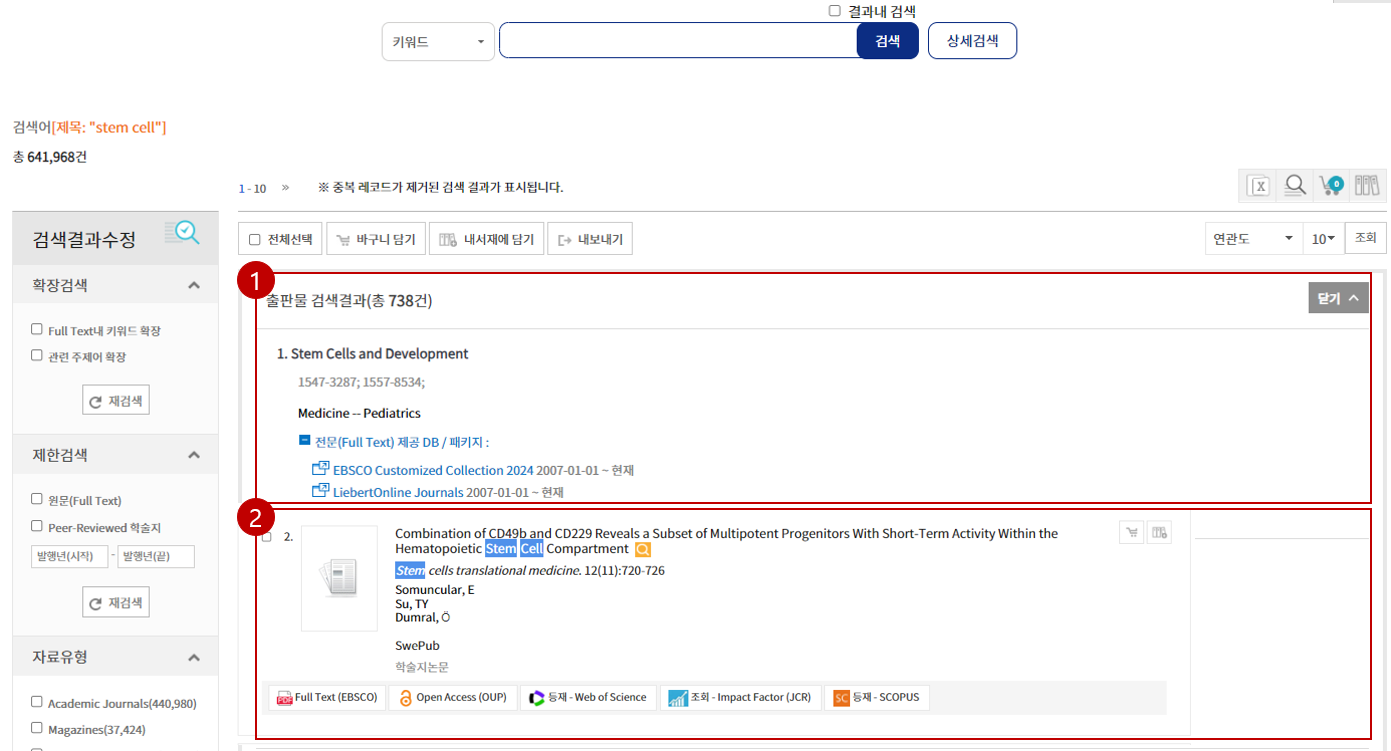 결과내 검색
키워드
검색
상세검색
검색어[제목: "stem cell"]
총 641,968건
1 - 10 »
※ 중복 레코드가 제거된 검색 결과가 표시됩니다.
X
0
검색결과수정
확장검색
Full Text내 키워드 확장
관련 주제어 확장
재검색
제한검색
원문(Full Text)
Peer-Reviewed 학술지
발행년(시작) - 발행년(끝)
재검색
자료유형
Academic Journals(440,980)
Magazines(37,424)
전체선택
바구니 담기
내서재에 담기
내보내기
연관도
10
조회
1
출판물 검색결과(총 738건)
닫기
1. Stem Cells and Development
1547-3287; 1557-8534;
Medicine -- Pediatrics
전문(Full Text) 제공 DB / 패키지 :
EBSCO Customized Collection 2024 2007-01-01 ~ 현재
LiebertOnline Journals 2007-01-01 ~ 현재
2
2.
Combination of CD49b and CD229 Reveals a Subset of Multipotent Progenitors With Short-Term Activity Within the
Hematopoietic Stem Cell Compartment
Stem cells translational medicine. 12(11):720-726
Somuncular, E
Su, TY
Dumral, Ö
SwePub
학술지논문
PDF Full Text (EBSCO)
Open Access (OUP)
등재 - Web of Science
조회 - Impact Factor (JCR)
SC 등재 - SCOPUS